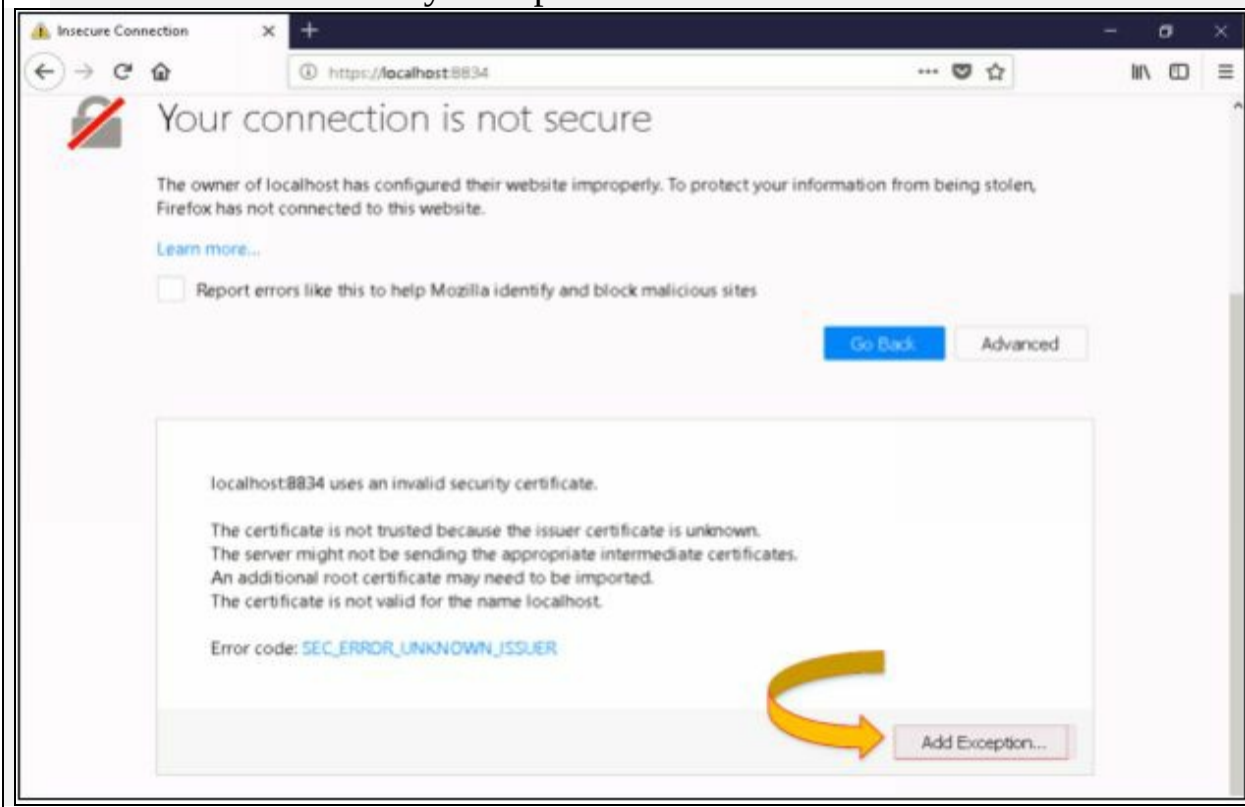 Insecure Connection
https://localhost:8834
Your connection is not secure
The owner of localhost has configured their website improperly. To protect your information from being stolen,
Firefox has not connected to this website.
Learn more...
Report errors like this to help Mozilla identify and block malicious sites
Go Back
Advanced
localhost:8834 uses an invalid security certificate.
The certificate is not trusted because the issuer certificate is unknown.
The server might not be sending the appropriate intermediate certificates.
An additional root certificate may need to be imported.
The certificate is not valid for the name localhost.
Error code: SEC_ERROR_UNKNOWN_ISSUER
Add Exception...